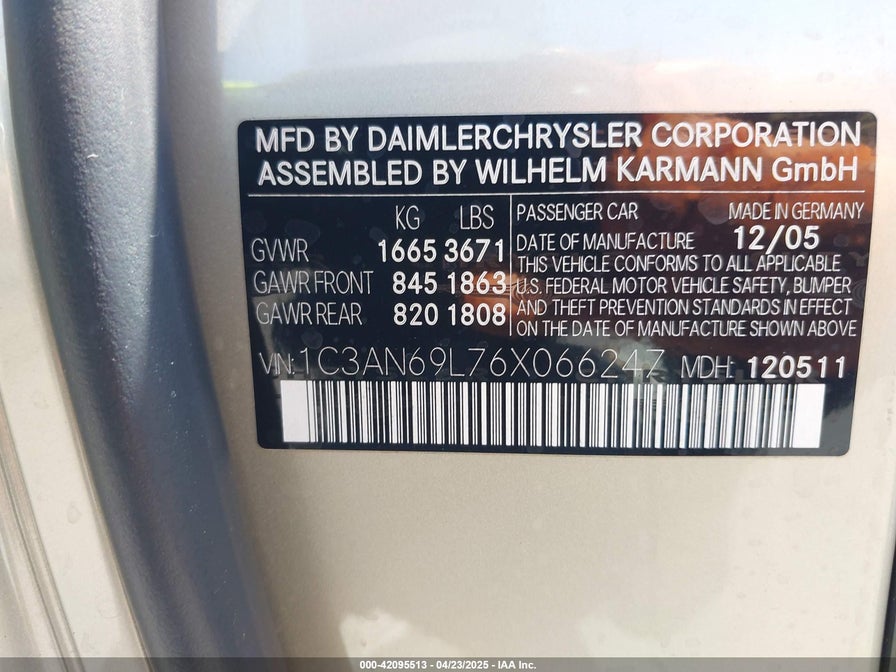 MFD BY DAIMLERCHRYSLER CORPORATION
ASSEMBLED BY WILHELM KARMANN GmbH
KG LBS
GVWR 1665 3671
GAWR FRONT 845 1863
GAWR REAR 820 1808
PASSENGER CAR MADE IN GERMANY
DATE OF MANUFACTURE 12/05
THIS VEHICLE CONFORMS TO ALL APPLICABLE
U.S. FEDERAL MOTOR VEHICLE SAFETY, BUMPER
AND THEFT PREVENTION STANDARDS IN EFFECT
ON THE DATE OF MANUFACTURE SHOWN ABOVE
VIN: 1C3AN69L76X066247 MDH: 120511
000-42095513 - 04/23/2025 - IAA Inc.